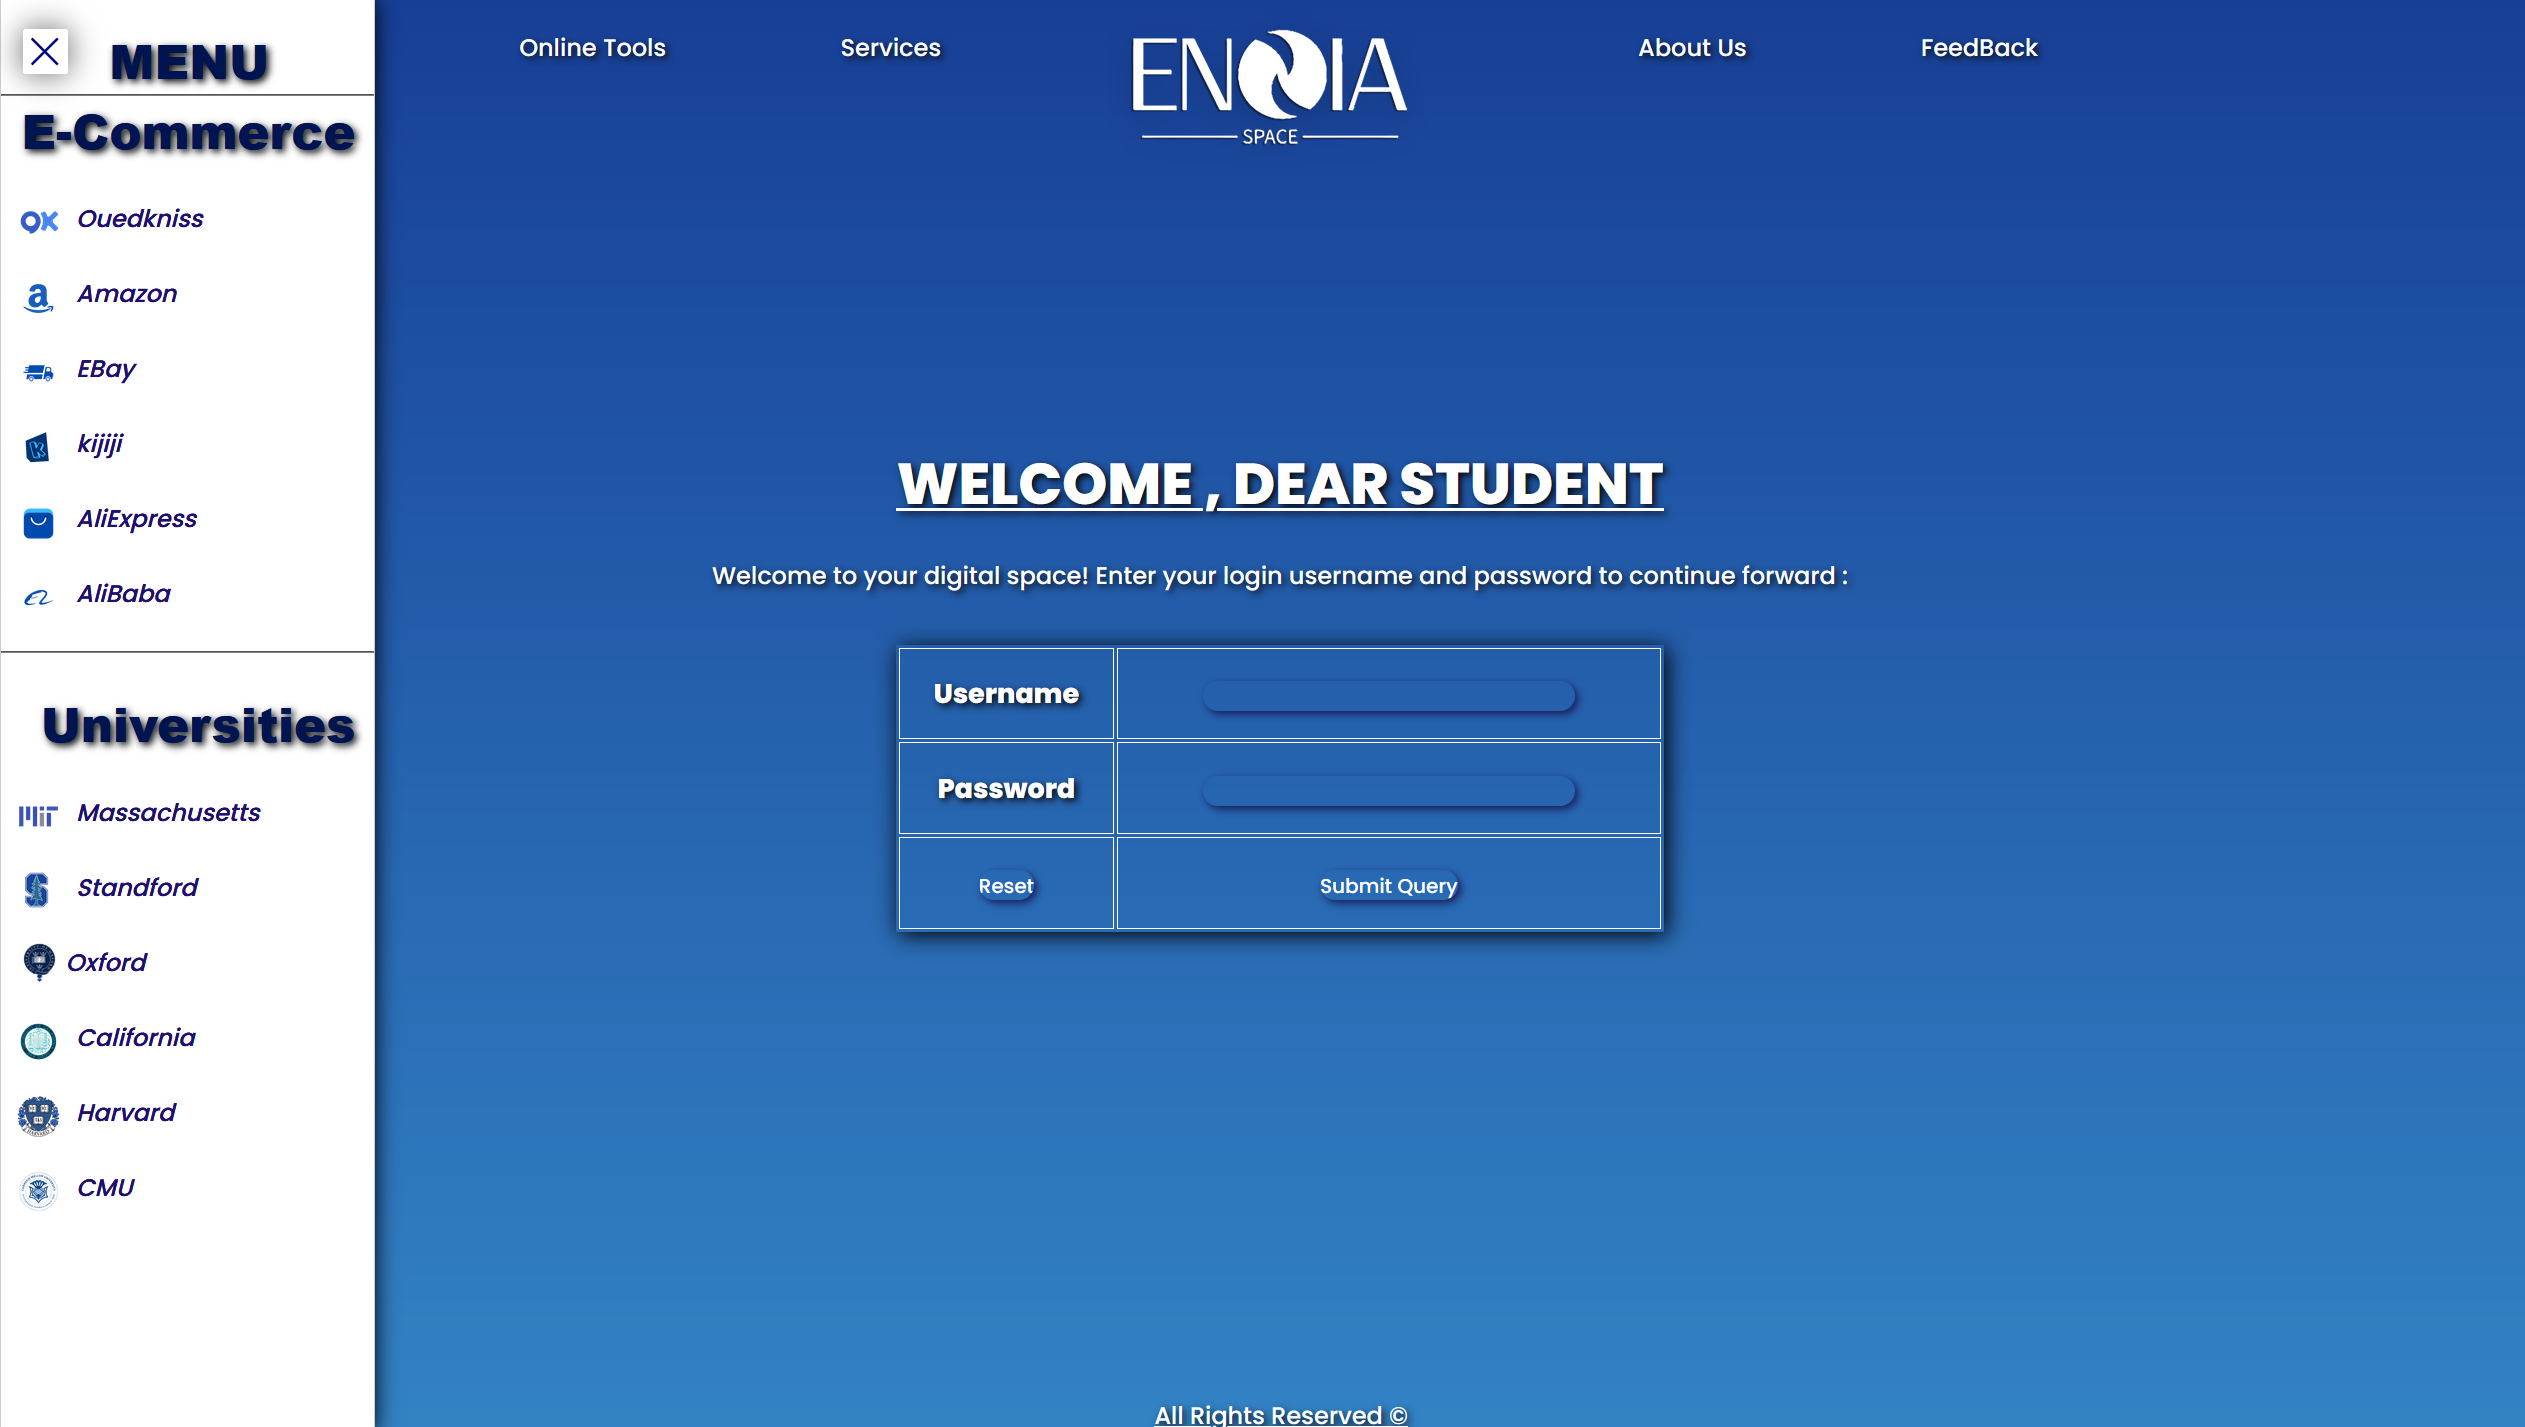 MENU
E-Commerce
Ouedkniss
Amazon
EBay
kijiji
AliExpress
AliBaba
Universities
Massachusetts
Standford
Oxford
California
Harvard
CMU
Online Tools
Services
ENSIA
SPACE
About Us
FeedBack
WELCOME , DEAR STUDENT
Welcome to your digital space! Enter your login username and password to continue forward :
Username
Password
Reset
Submit Query
All Rights Reserved ©